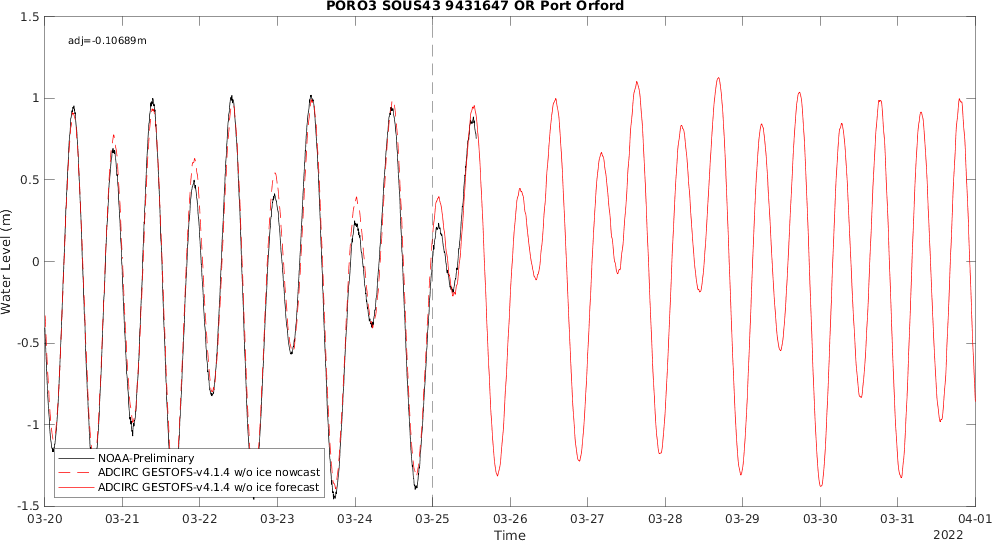 PORO3 SOUS43 9431647 OR Port Orford
adj=-0.10689m
1.5
1
0.5
0
-0.5
-1
-1.5
Water Level (m)
NOAA-Preliminary
ADCIRC GESTOFS-v4.1.4 w/o ice nowcast
ADCIRC GESTOFS-v4.1.4 w/o ice forecast
03-20 03-21 03-22 03-23 03-24 03-25 03-26 03-27 03-28 03-29 03-30 03-31 04-01
Time
2022